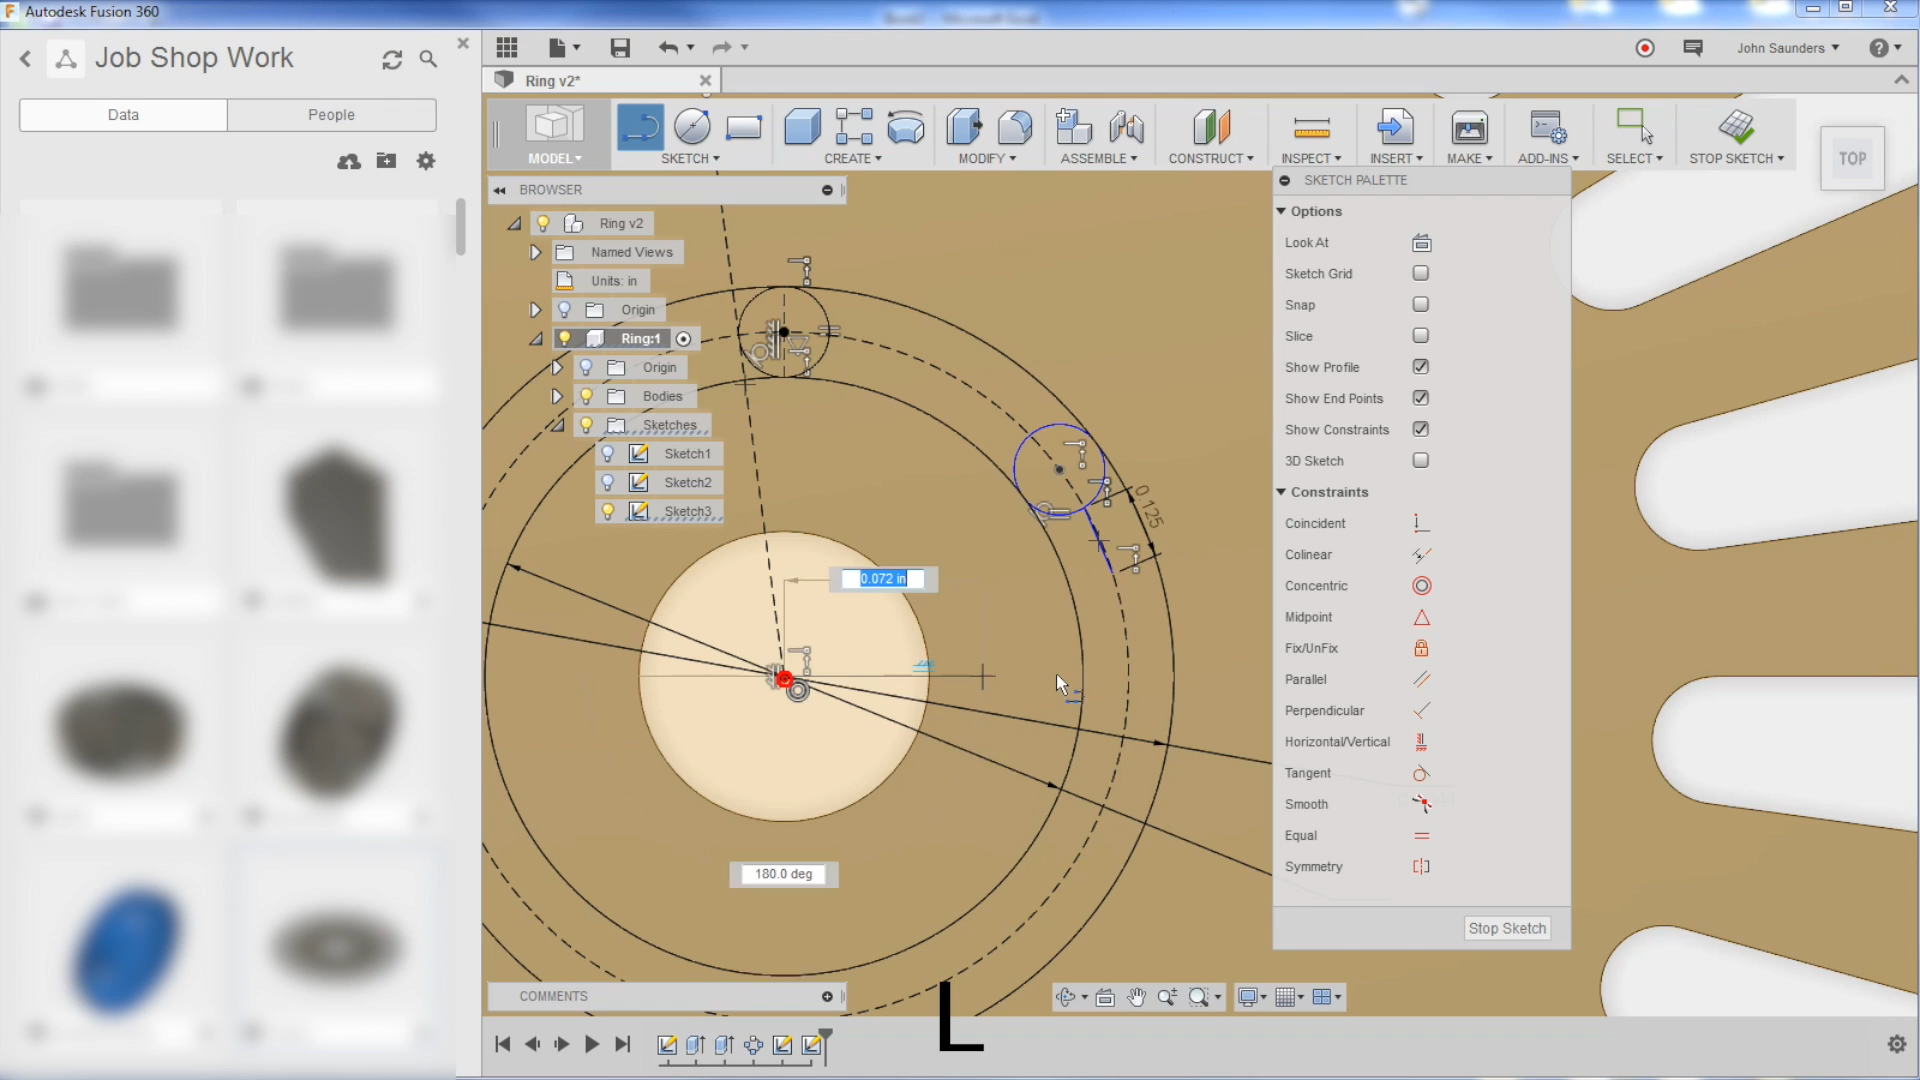 Autodesk Fusion 360
Job Shop Work
Data
People
Ring v2*
John Saunders
MODEL
SKETCH
CREATE
MODIFY
ASSEMBLE
CONSTRUCT
INSPECT
INSERT
MAKE
ADD-INS
SELECT
STOP SKETCH
TOP
BROWSER
Ring v2
Named Views
Units: in
Origin
Ring:1
Origin
Bodies
Sketches
Sketch1
Sketch2
Sketch3
0.125
0.072 in
180.0 deg
SKETCH PALETTE
Options
Look At
Sketch Grid
Snap
Slice
Show Profile
Show End Points
Show Constraints
3D Sketch
Constraints
Coincident
Colinear
Concentric
Midpoint
Fix/UnFix
Parallel
Perpendicular
Horizontal/Vertical
Tangent
Smooth
Equal
Symmetry
Stop Sketch
COMMENTS
L